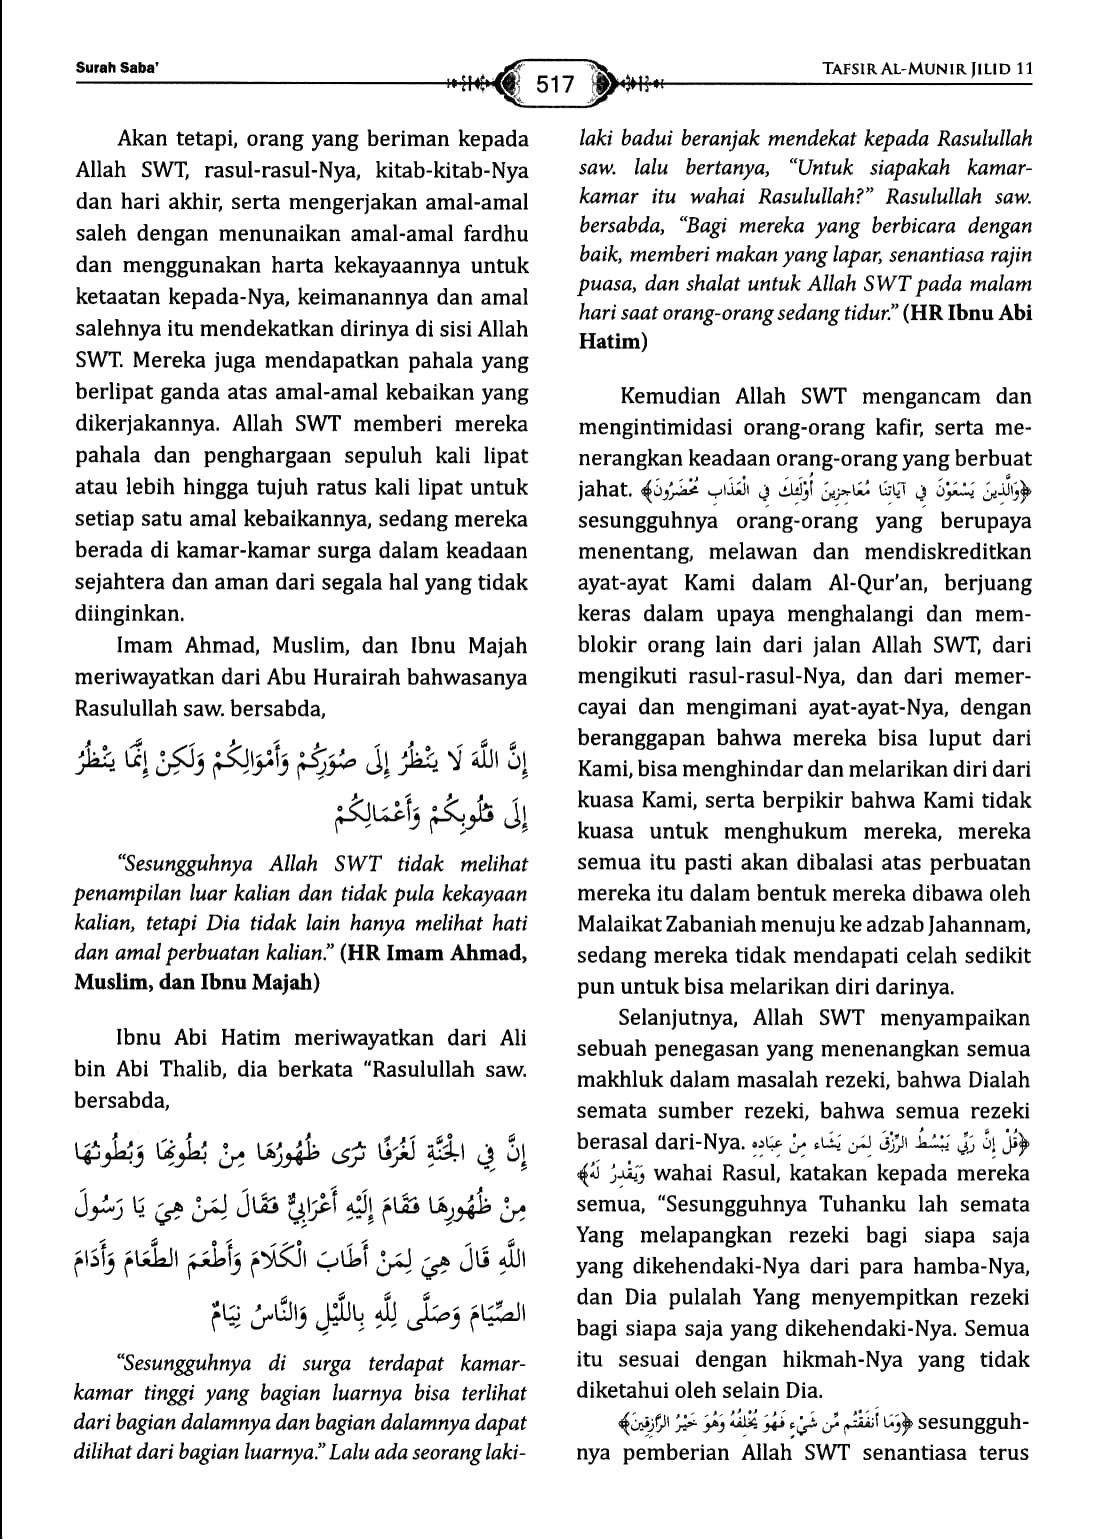 Surah Saba'
517
TAFSIR AL-MUNIR JILID 11
Akan tetapi, orang yang beriman kepada
Allah SWT, rasul-rasul-Nya, kitab-kitab-Nya
dan hari akhir, serta mengerjakan amal-amal
saleh dengan menunaikan amal-amal fardhu
dan menggunakan harta kekayaannya untuk
ketaatan kepada-Nya, keimanannya dan amal
salehnya itu mendekatkan dirinya di sisi Allah
SWT. Mereka juga mendapatkan pahala yang
berlipat ganda atas amal-amal kebaikan yang
dikerjakannya. Allah SWT memberi mereka
pahala dan penghargaan sepuluh kali lipat
atau lebih hingga tujuh ratus kali lipat untuk
setiap satu amal kebaikannya, sedang mereka
berada di kamar-kamar surga dalam keadaan
sejahtera dan aman dari segala hal yang tidak
diinginkan.
Imam Ahmad, Muslim, dan Ibnu Majah
meriwayatkan dari Abu Hurairah bahwasanya
Rasulullah saw. bersabda,
إِنَّ اللَّهَ لَا يَنْظُرُ إِلَى صُوَرِكُمْ وَأَمْوَالِكُمْ وَلَكِنْ إِنَّمَا يَنْظُرُ
إِلَى قُلُوبِكُمْ وَأَعْمَالِكُمْ
“Sesungguhnya Allah SWT tidak melihat
penampilan luar kalian dan tidak pula kekayaan
kalian, tetapi Dia tidak lain hanya melihat hati
dan amal perbuatan kalian.” (HR Imam Ahmad,
Muslim, dan Ibnu Majah)
Ibnu Abi Hatim meriwayatkan dari Ali
bin Abi Thalib, dia berkata “Rasulullah saw.
bersabda,
إِنَّ فِي الْجَنَّةِ لَغُرَفًا تُرَى ظُهُورُهَا مِنْ بُطُونِهَا وَبُطُونُهَا
مِنْ ظُهُورِهَا فَقَامَ إِلَيْهِ أَعْرَابِيٌّ فَقَالَ لِمَنْ هِيَ يَا رَسُولَ
اللَّهِ قَالَ هِيَ لِمَنْ أَطَابَ الْكَلَامَ وَأَطْعَمَ الطَّعَامَ وَأَدَامَ
الصِّيَامَ وَصَلَّى لِلَّهِ بِاللَّيْلِ وَالنَّاسُ نِيَامٌ
“Sesungguhnya di surga terdapat kamar-
kamar tinggi yang bagian luarnya bisa terlihat
dari bagian dalamnya dan bagian dalamnya dapat
dilihat dari bagian luarnya.” Lalu ada seorang laki-
laki badui beranjak mendekat kepada Rasulullah
saw. lalu bertanya, “Untuk siapakah kamar-
kamar itu wahai Rasulullah?” Rasulullah saw.
bersabda, “Bagi mereka yang berbicara dengan
baik, memberi makan yang lapar, senantiasa rajin
puasa, dan shalat untuk Allah SWT pada malam
hari saat orang-orang sedang tidur.” (HR Ibnu Abi
Hatim)
Kemudian Allah SWT mengancam dan
mengintimidasi orang-orang kafir, serta me-
nerangkan keadaan orang-orang yang berbuat
jahat. ﴿وَالَّذِينَ يَسْعَوْنَ فِي آيَاتِنَا مُعَاجِزِينَ أُوْلَئِكَ فِي الْعَذَابِ مُحْضَرُونَ﴾
sesungguhnya orang-orang yang berupaya
menentang, melawan dan mendiskreditkan
ayat-ayat Kami dalam Al-Qur’an, berjuang
keras dalam upaya menghalangi dan mem-
blokir orang lain dari jalan Allah SWT, dari
mengikuti rasul-rasul-Nya, dan dari memer-
cayai dan mengimani ayat-ayat-Nya, dengan
beranggapan bahwa mereka bisa luput dari
Kami, bisa menghindar dan melarikan diri dari
kuasa Kami, serta berpikir bahwa Kami tidak
kuasa untuk menghukum mereka, mereka
semua itu pasti akan dibalasi atas perbuatan
mereka itu dalam bentuk mereka dibawa oleh
Malaikat Zabaniah menuju ke adzab Jahannam,
sedang mereka tidak mendapati celah sedikit
pun untuk bisa melarikan diri darinya.
Selanjutnya, Allah SWT menyampaikan
sebuah penegasan yang menenangkan semua
makhluk dalam masalah rezeki, bahwa Dialah
semata sumber rezeki, bahwa semua rezeki
berasal dari-Nya. ﴿قُلْ إِنَّ رَبِّي يَبْسُطُ الرِّزْقَ لِمَن يَشَاء مِنْ عِبَادِهِ
وَيَقْدِرُ لَهُ﴾ wahai Rasul, katakan kepada mereka
semua, “Sesungguhnya Tuhanku lah semata
Yang melapangkan rezeki bagi siapa saja
yang dikehendaki-Nya dari para hamba-Nya,
dan Dia pulalah Yang menyempitkan rezeki
bagi siapa saja yang dikehendaki-Nya. Semua
itu sesuai dengan hikmah-Nya yang tidak
diketahui oleh selain Dia.
﴿وَمَا أَنفَقْتُم مِّن شَيْءٍ فَهُوَ يُخْلِفُهُ وَهُوَ خَيْرُ الرَّازِقِينَ﴾ sesungguh-
nya pemberian Allah SWT senantiasa terus